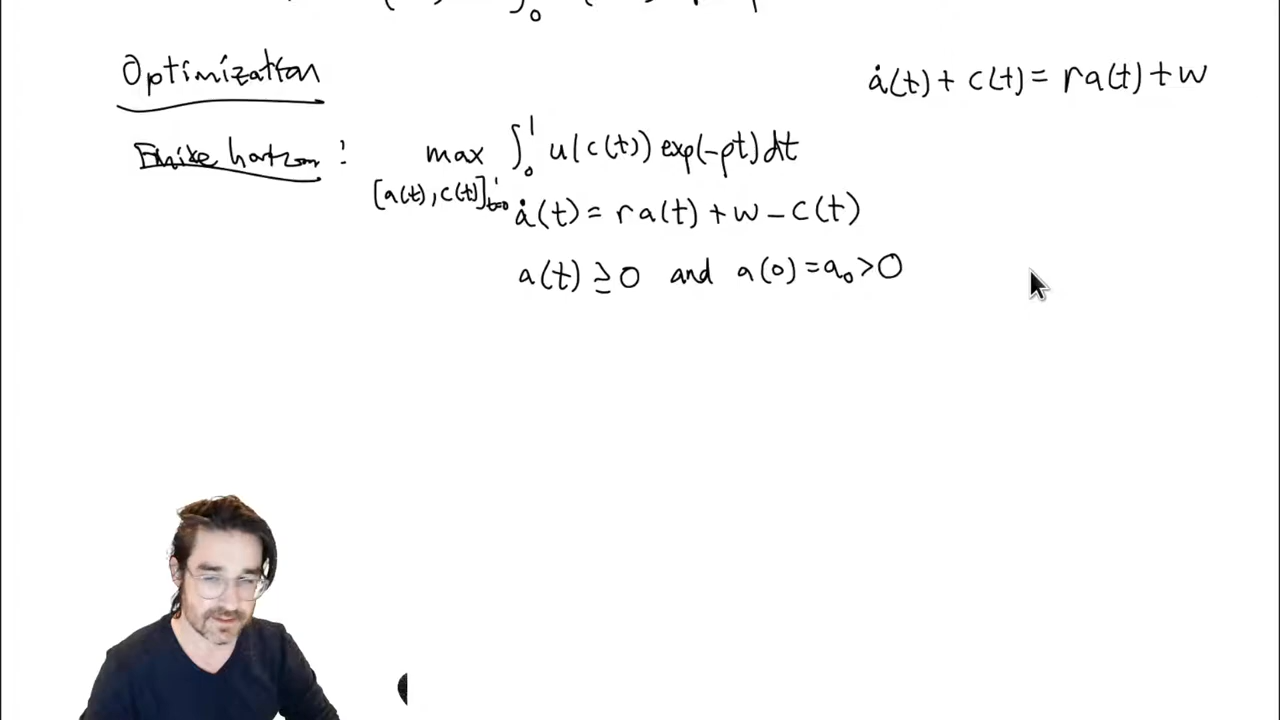 Optimization
ȧ(t) + c(t) = ra(t) + w
Finite horizon : max ∫₀¹ u(c(t)) exp(-ρt) dt
[a(t), c(t)]¹ₜ₌₀
ȧ(t) = ra(t) + w - c(t)
a(t) ≥ 0 and a(0) = a₀ > 0